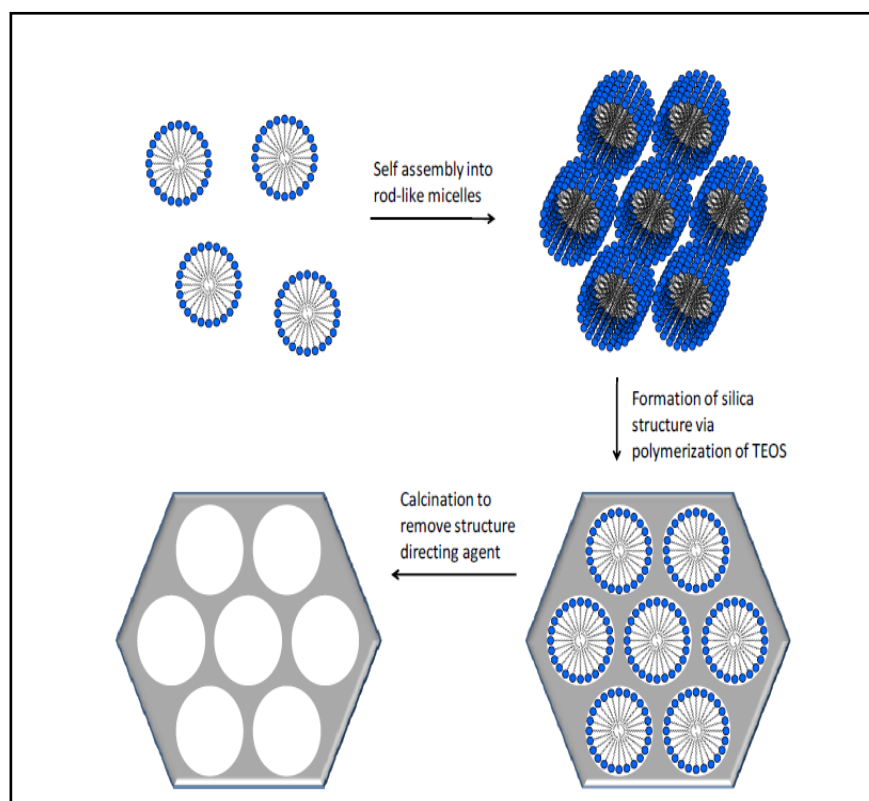 Self assembly into
rod-like micelles
Formation of silica
structure via
polymerization of TEOS
Calcination to
remove structure
directing agent